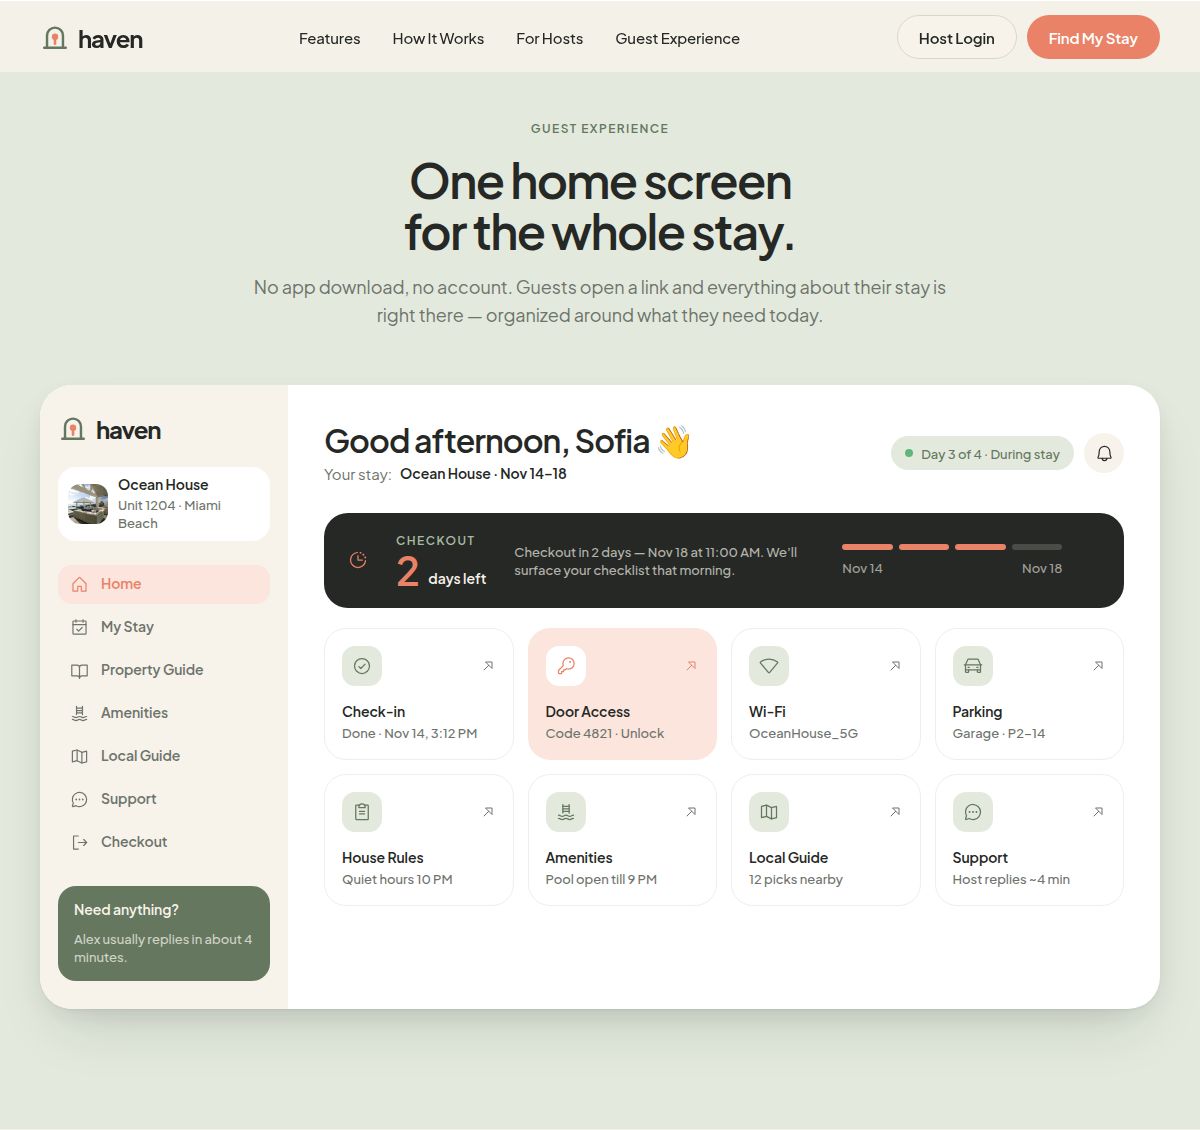 haven
Features
How It Works
For Hosts
Guest Experience
Host Login
Find My Stay
GUEST EXPERIENCE
One home screen
for the whole stay.
No app download, no account. Guests open a link and everything about their stay is
right there — organized around what they need today.
haven
Ocean House
Unit 1204 · Miami
Beach
Home
My Stay
Property Guide
Amenities
Local Guide
Support
Checkout
Need anything?
Alex usually replies in about 4
minutes.
Good afternoon, Sofia 👋
Your stay: Ocean House · Nov 14–18
Day 3 of 4 · During stay
CHECKOUT
2 days left
Checkout in 2 days — Nov 18 at 11:00 AM. We'll
surface your checklist that morning.
Nov 14
Nov 18
Check-in
Done · Nov 14, 3:12 PM
Door Access
Code 4821 · Unlock
Wi-Fi
OceanHouse_5G
Parking
Garage · P2–14
House Rules
Quiet hours 10 PM
Amenities
Pool open till 9 PM
Local Guide
12 picks nearby
Support
Host replies ~4 min